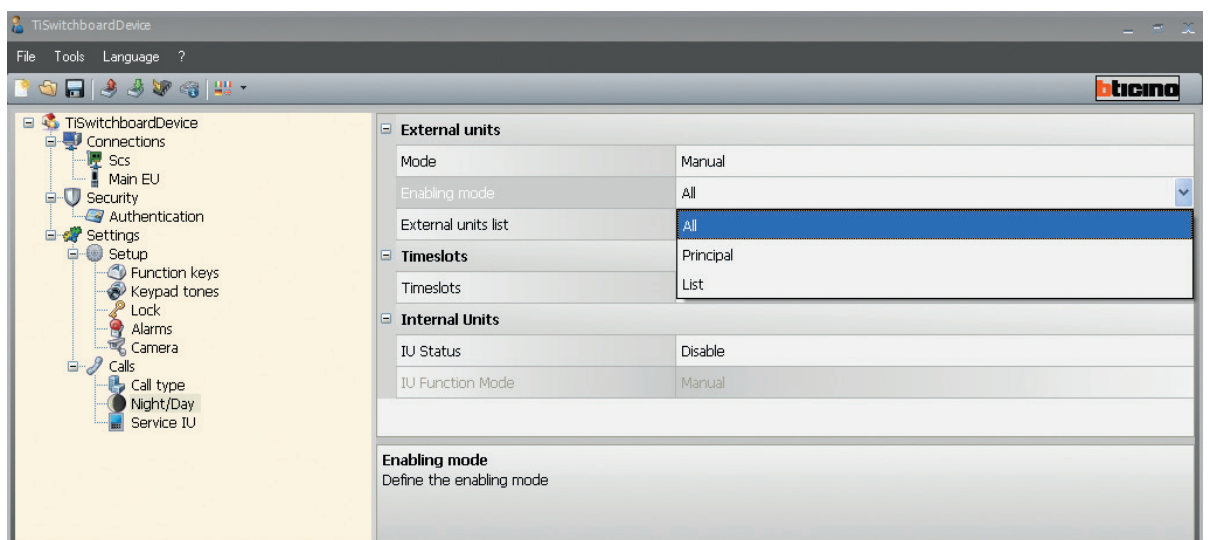 TiSwitchboardDevice
File Tools Language ?
bticino
TiSwitchboardDevice
Connections
Scs
Main EU
Security
Authentication
Settings
Setup
Function keys
Keypad tones
Lock
Alarms
Camera
Calls
Call type
Night/Day
Service IU
External units
Mode Manual
Enabling mode All
External units list All
Timeslots Principal
Timeslots List
Internal Units
IU Status Disable
IU Function Mode Manual
Enabling mode
Define the enabling mode